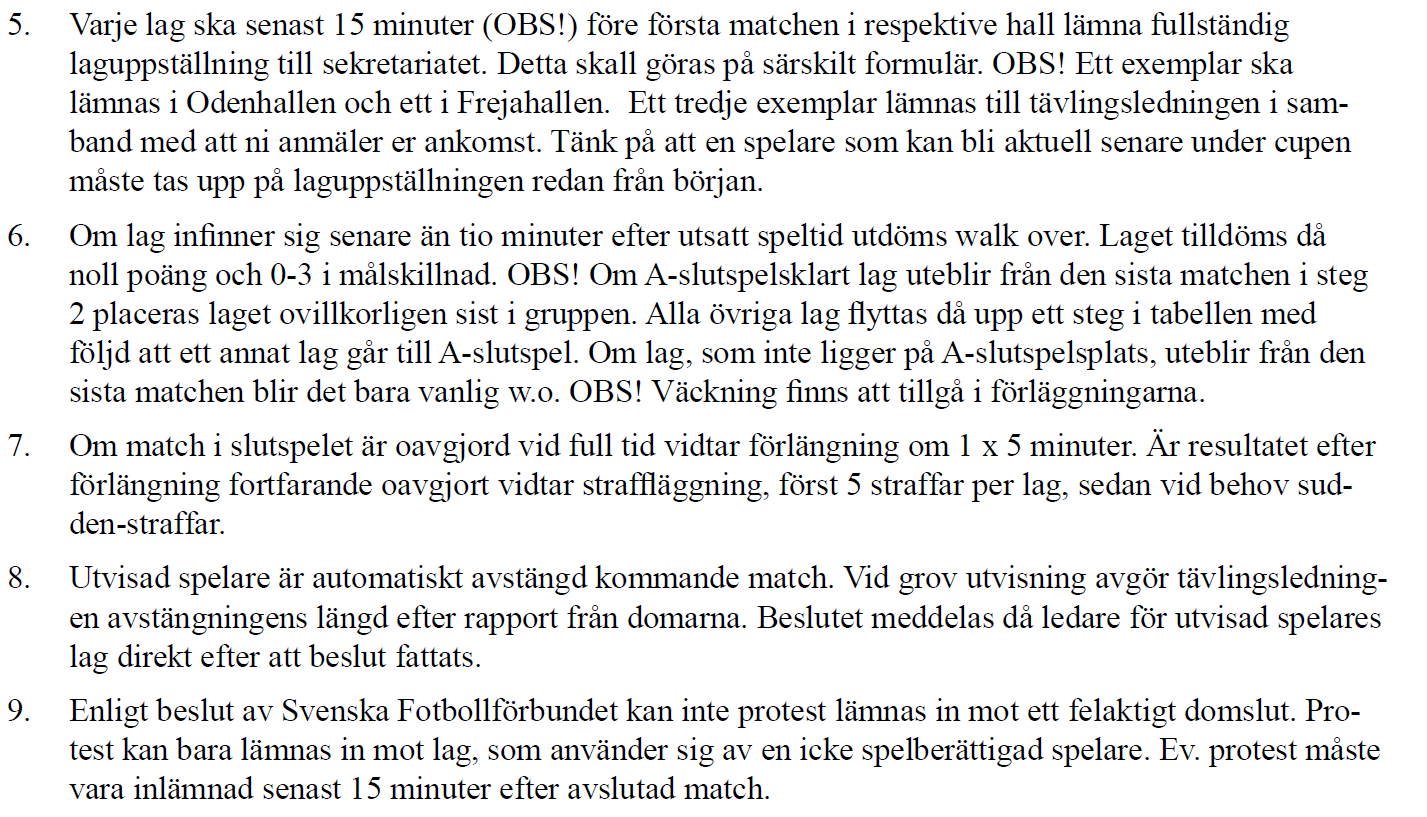 5. Varje lag ska senast 15 minuter (OBS!) före första matchen i respektive hall lämna fullständig
laguppställning till sekretariatet. Detta skall göras på särskilt formulär. OBS! Ett exemplar ska
lämnas i Odenhallen och ett i Frejahallen.  Ett tredje exemplar lämnas till tävlingsledningen i sam-
band med att ni anmäler er ankomst. Tänk på att en spelare som kan bli aktuell senare under cupen
måste tas upp på laguppställningen redan från början.
6. Om lag infinner sig senare än tio minuter efter utsatt speltid utdöms walk over. Laget tilldöms då
noll poäng och 0-3 i målskillnad. OBS! Om A-slutspelsklart lag uteblir från den sista matchen i steg
2 placeras laget ovillkorligen sist i gruppen. Alla övriga lag flyttas då upp ett steg i tabellen med
följd att ett annat lag går till A-slutspel. Om lag, som inte ligger på A-slutspelsplats, uteblir från den
sista matchen blir det bara vanlig w.o. OBS! Väckning finns att tillgå i förläggningarna.
7. Om match i slutspelet är oavgjord vid full tid vidtar förlängning om 1 x 5 minuter. Är resultatet efter
förlängning fortfarande oavgjort vidtar straffläggning, först 5 straffar per lag, sedan vid behov sud-
den-straffar.
8. Utvisad spelare är automatiskt avstängd kommande match. Vid grov utvisning avgör tävlingsledning-
en avstängningens längd efter rapport från domarna. Beslutet meddelas då ledare för utvisad spelares
lag direkt efter att beslut fattats.
9. Enligt beslut av Svenska Fotbollförbundet kan inte protest lämnas in mot ett felaktigt domslut. Pro-
test kan bara lämnas in mot lag, som använder sig av en icke spelberättigad spelare. Ev. protest måste
vara inlämnad senast 15 minuter efter avslutad match.